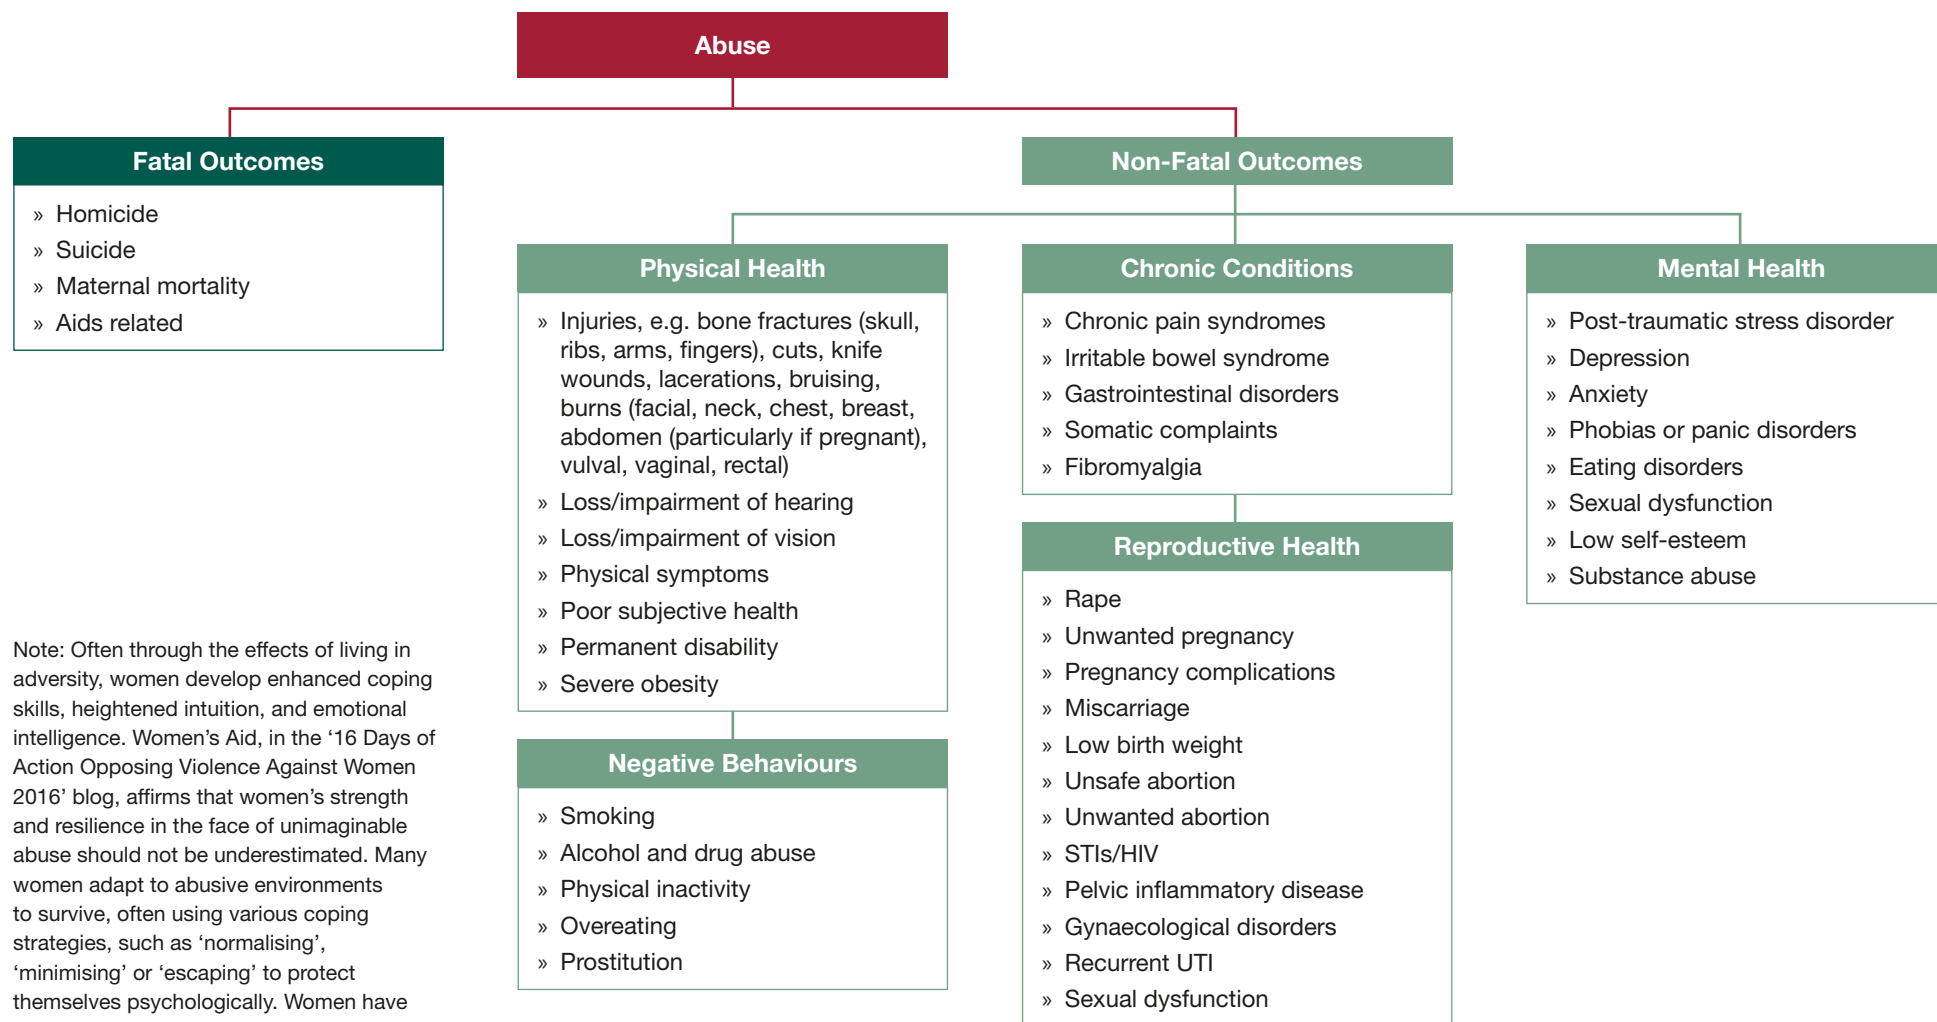 Abuse
Fatal Outcomes
» Homicide
» Suicide
» Maternal mortality
» Aids related
Non-Fatal Outcomes
Physical Health
» Injuries, e.g. bone fractures (skull,
ribs, arms, fingers), cuts, knife
wounds, lacerations, bruising,
burns (facial, neck, chest, breast,
abdomen (particularly if pregnant),
vulval, vaginal, rectal)
» Loss/impairment of hearing
» Loss/impairment of vision
» Physical symptoms
» Poor subjective health
» Permanent disability
» Severe obesity
Negative Behaviours
» Smoking
» Alcohol and drug abuse
» Physical inactivity
» Overeating
» Prostitution
Chronic Conditions
» Chronic pain syndromes
» Irritable bowel syndrome
» Gastrointestinal disorders
» Somatic complaints
» Fibromyalgia
Reproductive Health
» Rape
» Unwanted pregnancy
» Pregnancy complications
» Miscarriage
» Low birth weight
» Unsafe abortion
» Unwanted abortion
» STIs/HIV
» Pelvic inflammatory disease
» Gynaecological disorders
» Recurrent UTI
» Sexual dysfunction
Mental Health
» Post-traumatic stress disorder
» Depression
» Anxiety
» Phobias or panic disorders
» Eating disorders
» Sexual dysfunction
» Low self-esteem
» Substance abuse
Note: Often through the effects of living in
adversity, women develop enhanced coping
skills, heightened intuition, and emotional
intelligence. Women’s Aid, in the ‘16 Days of
Action Opposing Violence Against Women
2016’ blog, affirms that women’s strength
and resilience in the face of unimaginable
abuse should not be underestimated. Many
women adapt to abusive environments
to survive, often using various coping
strategies, such as ‘normalising’,
‘minimising’ or ‘escaping’ to protect
themselves psychologically. Women have